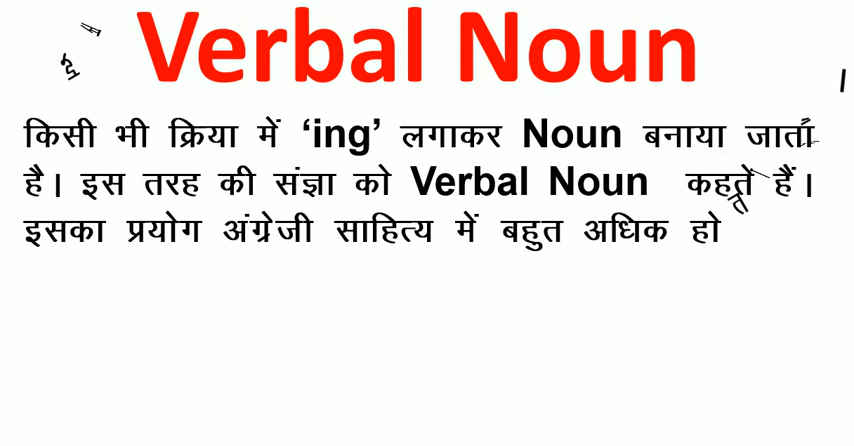 Verbal Noun
किसी भी क्रिया में ‘ing’ लगाकर Noun बनाया जाता
है। इस तरह की संज्ञा को Verbal Noun कहते हैं।
इसका प्रयोग अंग्रेजी साहित्य में बहुत अधिक हो